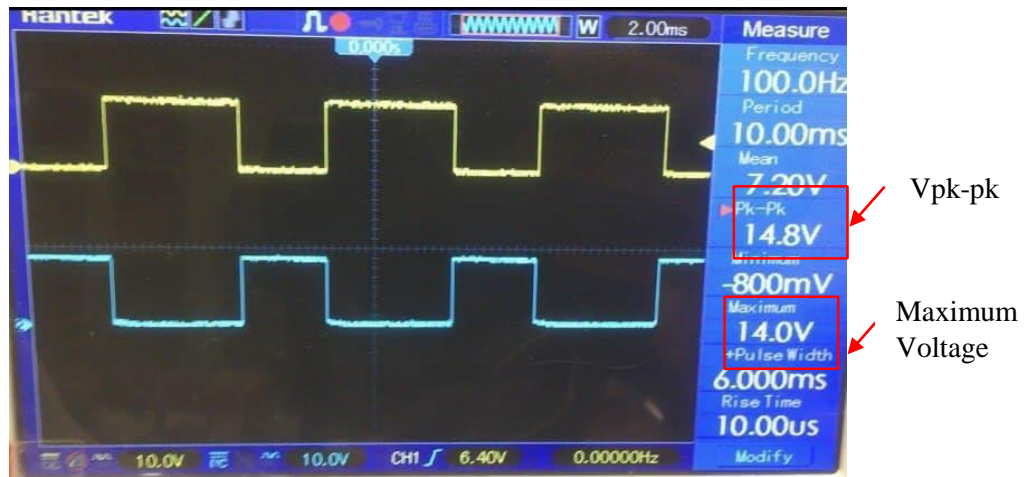 Hantek
W 2.00ms
0.000s
Measure
Frequency
100.0Hz
Period
10.00ms
Mean
7.20V
Pk-Pk
14.8V
Minimum
-800mV
Maximum
14.0V
+Pulse Width
6.000ms
Rise Time
10.00us
Modify
10.0V 10.0V CH1 6.40V 0.00000Hz
Vpk-pk
Maximum
Voltage